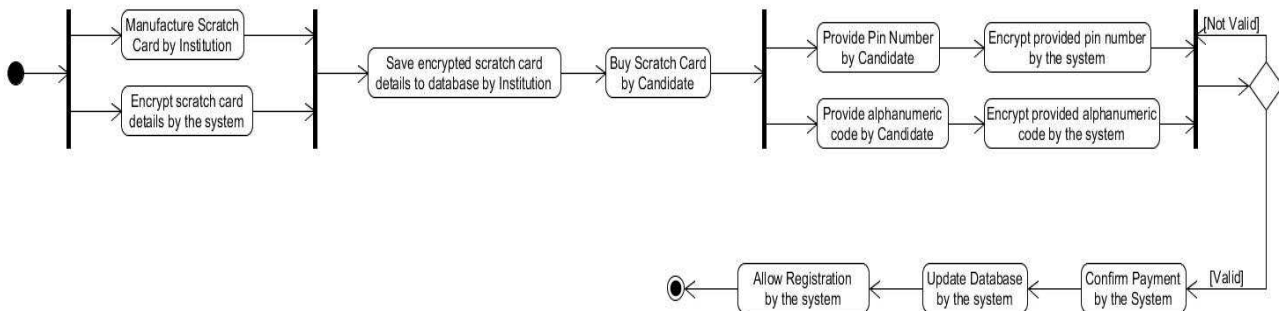 Manufacture Scratch
Card by Institution
Encrypt scratch card
details by the system
Save encrypted scratch card
details to database by Institution
Buy Scratch Card
by Candidate
Provide Pin Number
by Candidate
Encrypt provided pin number
by the system
Provide alphanumeric
code by Candidate
Encrypt provided alphanumeric
code by the system
[Not Valid]
[Valid]
Confirm Payment
by the System
Update Database
by the system
Allow Registration
by the system